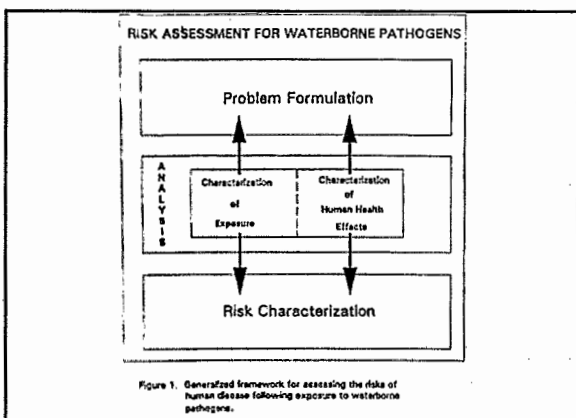 RISK ASSESSMENT FOR WATERBORNE PATHOGENS
Problem Formulation
ANALYSIS
Characterization
of
Exposure
Characterization
of
Human Health
Effects
Risk Characterization
Figure 1. Generalized framework for assessing the risks of
human disease following exposure to waterborne
pathogens.